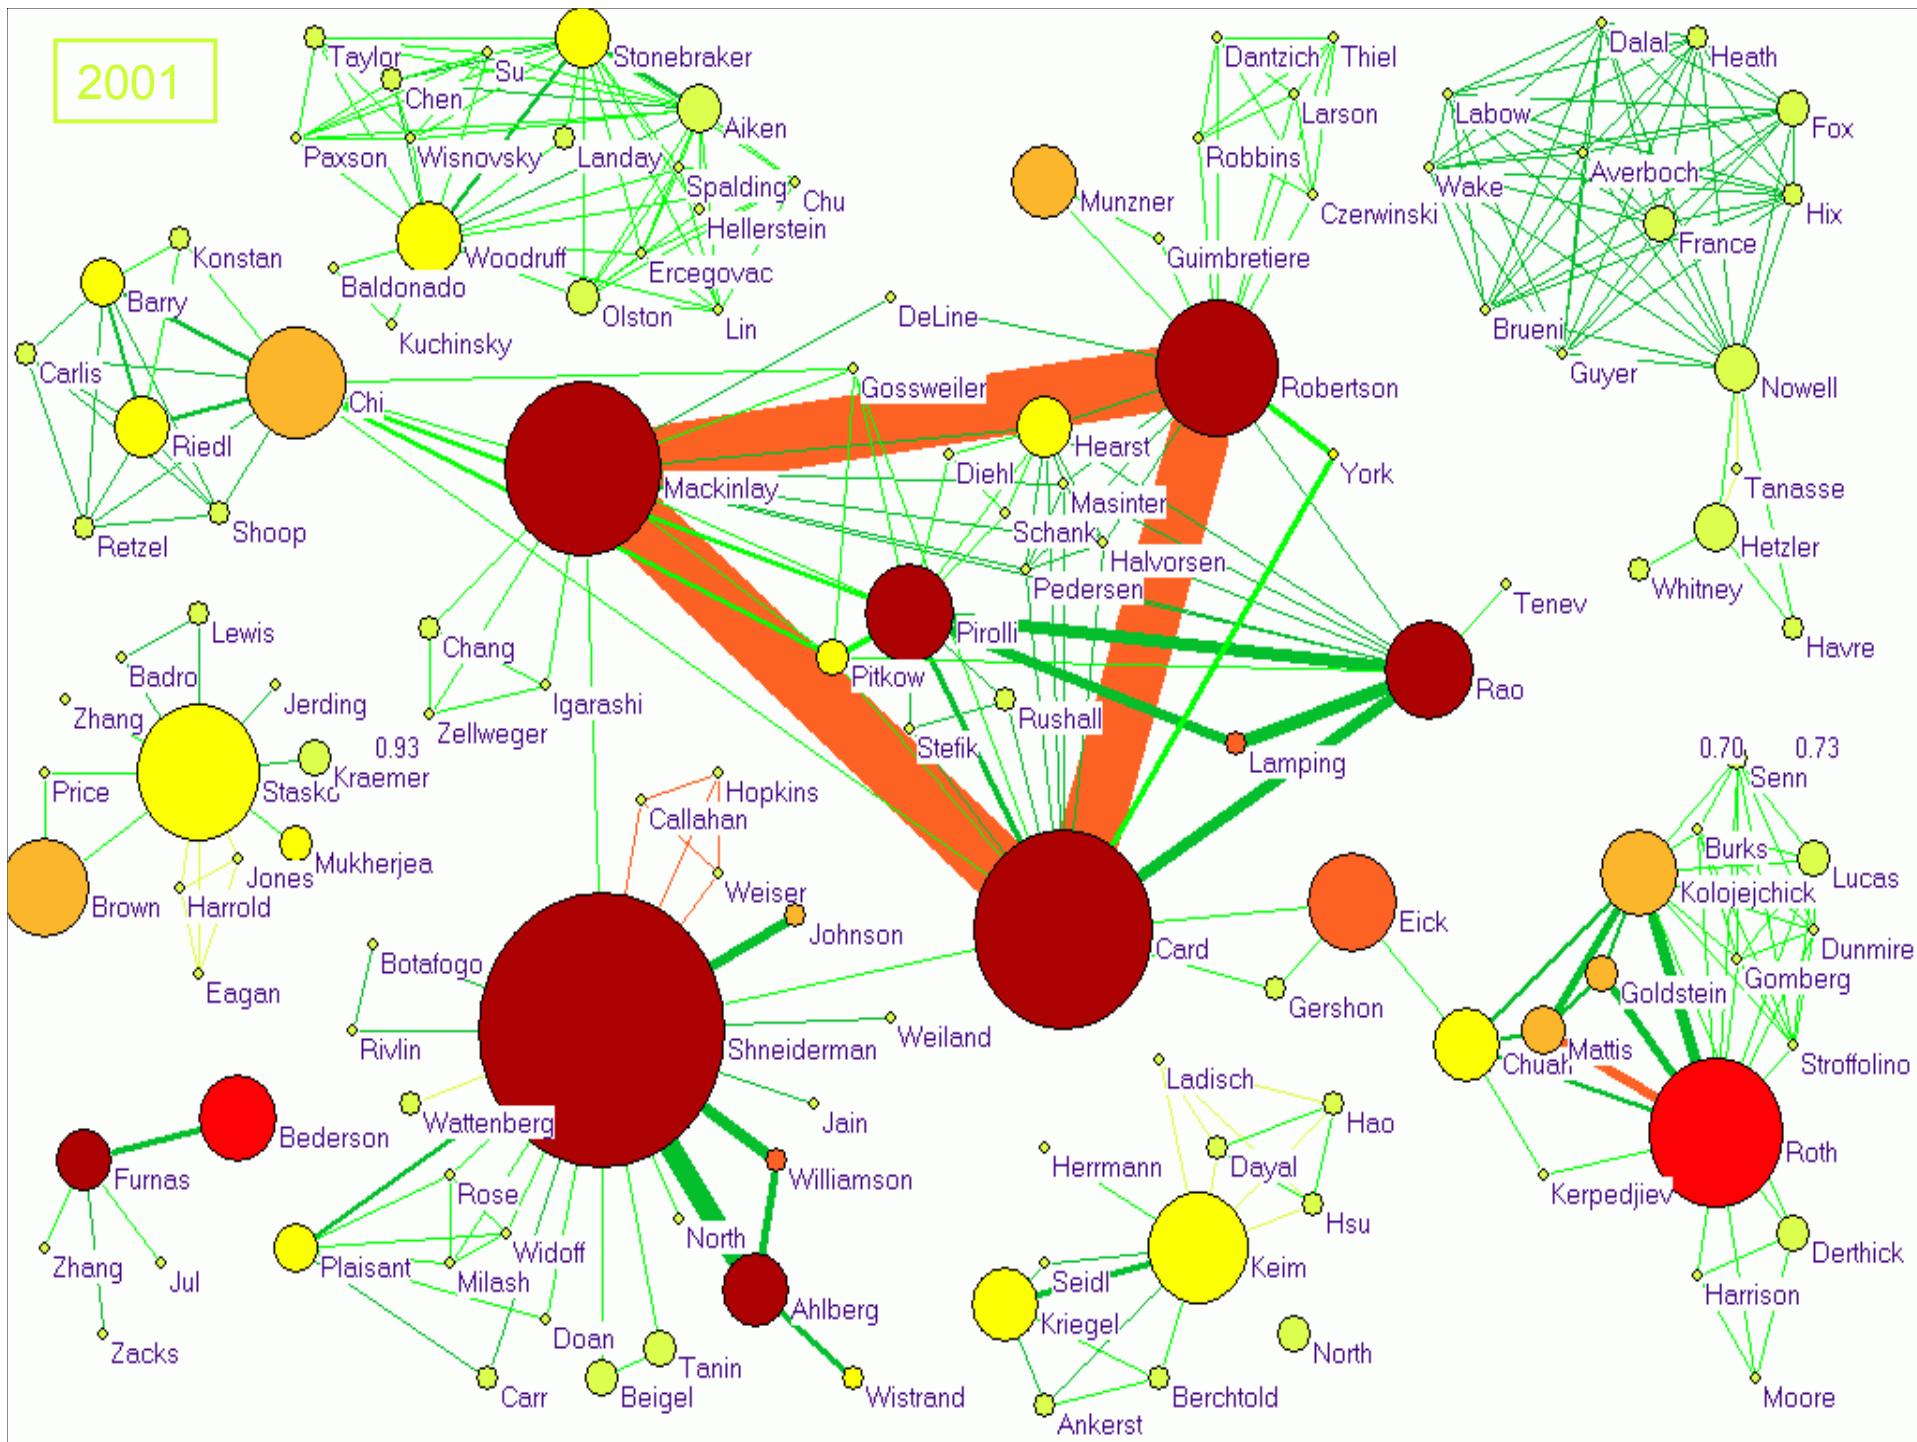 2001
Taylor
Su
Stonebraker
Chen
Aiken
Paxson
Wisnovsky
Landay
Spalding
Chu
Hellerstein
Woodruff
Ercegovac
Baldonado
Olston
Lin
Kuchinsky
Dantzich
Thiel
Larson
Robbins
Munzner
Czerwinski
Guimbretiere
Dalal
Heath
Labow
Fox
Averboch
Wake
Hix
France
Brueni
Guyer
Nowell
Tanasse
Hetzler
Whitney
Havre
Konstan
Barry
Carlis
Chi
Riedl
Retzel
Shoop
DeLine
Gossweiler
Robertson
Hearst
Diehl
York
Mackinlay
Masinter
Schank
Halvorsen
Pedersen
Tenev
Pirolli
Pitkow
Rao
Rushall
Stefik
Lamping
Chang
Igarashi
Zellweger
Lewis
Badro
Zhang
Jerding
0.93
Kraemer
Price
Stasko
Mukherjea
Jones
Brown
Harrold
Eagan
Hopkins
Callahan
Weiser
Johnson
Botafogo
Rivlin
Shneiderman
Weiland
Card
Eick
Gershon
0.70
0.73
Senn
Burks
Lucas
Kolojejchick
Dunmire
Gomberg
Goldstein
Mattis
Chuah
Stroffolino
Roth
Kerpedjiev
Derthick
Harrison
Moore
Wattenberg
Jain
Bederson
Furnas
Zhang
Jul
Zacks
Williamson
Rose
North
Widoff
Plaisant
Milash
Ahlberg
Doan
Tanin
Carr
Beigel
Wistrand
Ladisch
Hao
Herrmann
Dayal
Hsu
Keim
Seidl
Kriegel
North
Berchtold
Ankerst